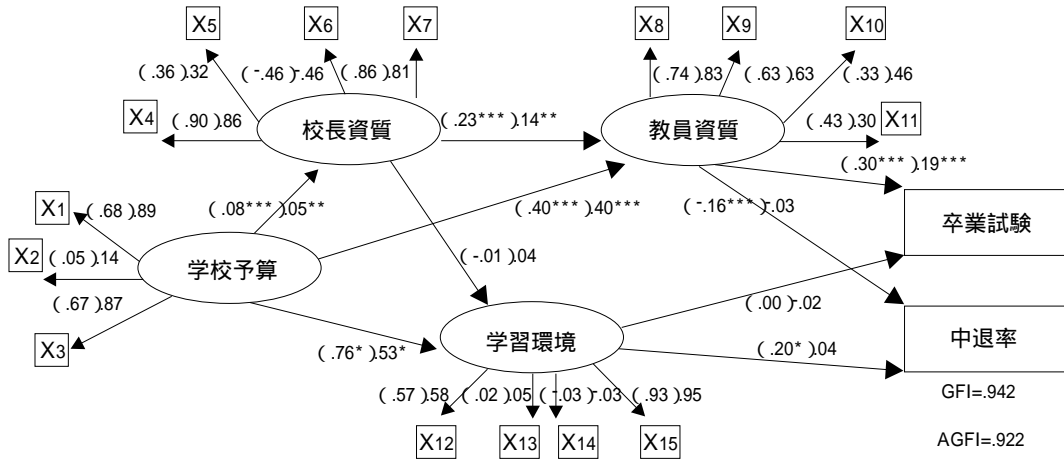 X5
X6
X7
X8
X9
X10
( .36 ).32
( -.46 )-.46
( .86 ).81
( .74 ).83
( .63 ).63
( .33 ).46
X4
( .90 ).86
校長資質
( .23*** ).14**
教員資質
( .43 ).30
X11
( .30*** ).19***
X1
( .68 ).89
( .08*** ).05**
( .40*** ).40***
( -.16*** )-.03
卒業試験
X2
( .05 ).14
学校予算
( -.01 ).04
( .00 )-.02
( .67 ).87
X3
( .76* ).53*
学習環境
( .20* ).04
中退率
( .57 ).58
( .02 ).05
( -.03 )-.03
( .93 ).95
GFI=.942
X12
X13
X14
X15
AGFI=.922